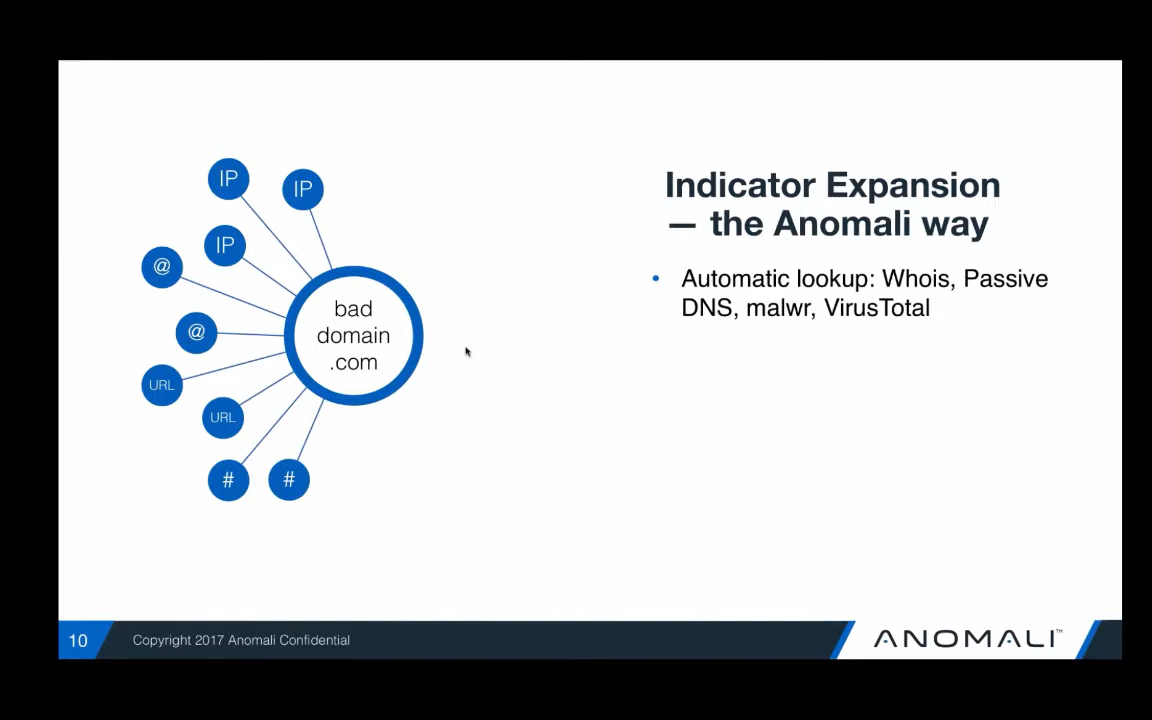 IP
IP
IP
@
@
URL
URL
#
#
bad
domain
.com
Indicator Expansion
— the Anomali way
• Automatic lookup: Whois, Passive
DNS, malwr, VirusTotal
10
Copyright 2017 Anomali Confidential
ANOMALI™